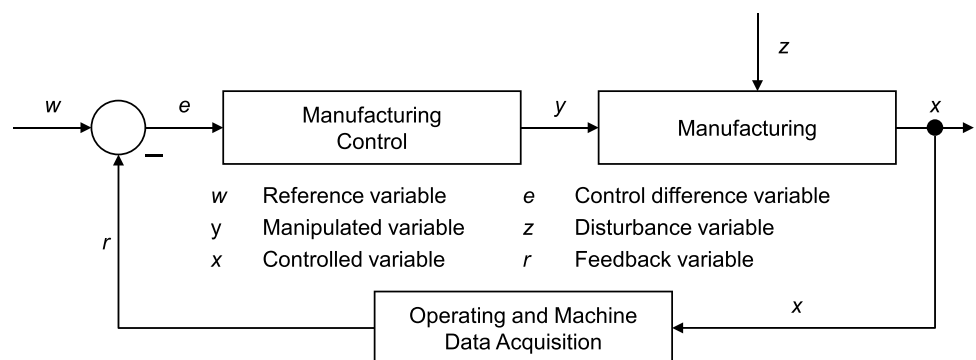 z
w
e
Manufacturing
Control
y
Manufacturing
x
–
w Reference variable e Control difference variable
y Manipulated variable z Disturbance variable
x Controlled variable r Feedback variable
r
Operating and Machine
Data Acquisition
x